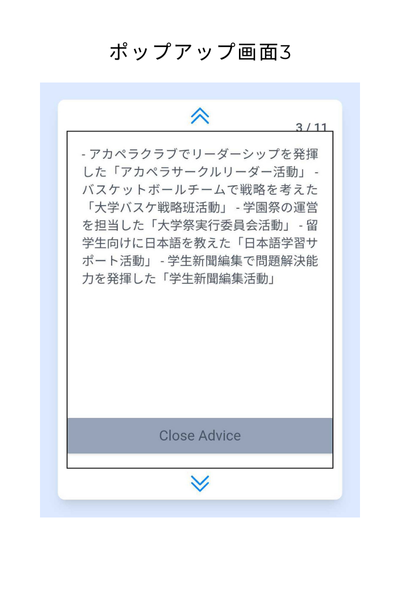 ポップアップ画面3
3 / 11
- アカペラクラブでリーダーシップを発揮
した「アカペラサークルリーダー活動」 -
バスケットボールチームで戦略を考えた
「大学バスケ戦略班活動」 - 学園祭の運営
を担当した「大学祭実行委員会活動」 - 留
学生向けに日本語を教えた「日本語学習サ
ポート活動」 - 学生新聞編集で問題解決能
力を発揮した「学生新聞編集活動」
Close Advice